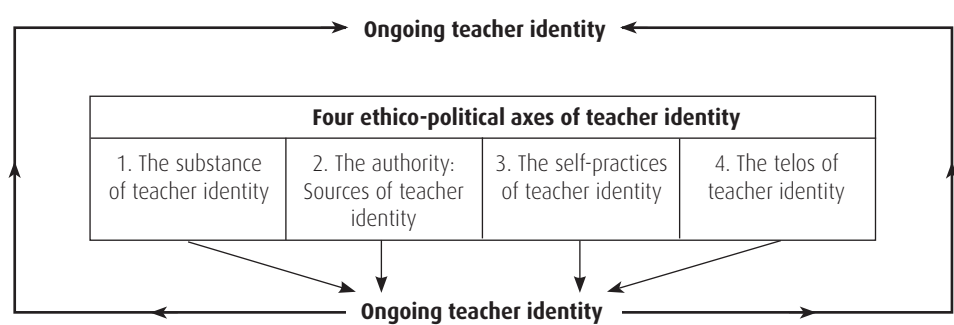 Ongoing teacher identity
Four ethico-political axes of teacher identity
1. The substance
of teacher identity
2. The authority:
Sources of teacher
identity
3. The self-practices
of teacher identity
4. The telos of
teacher identity
Ongoing teacher identity